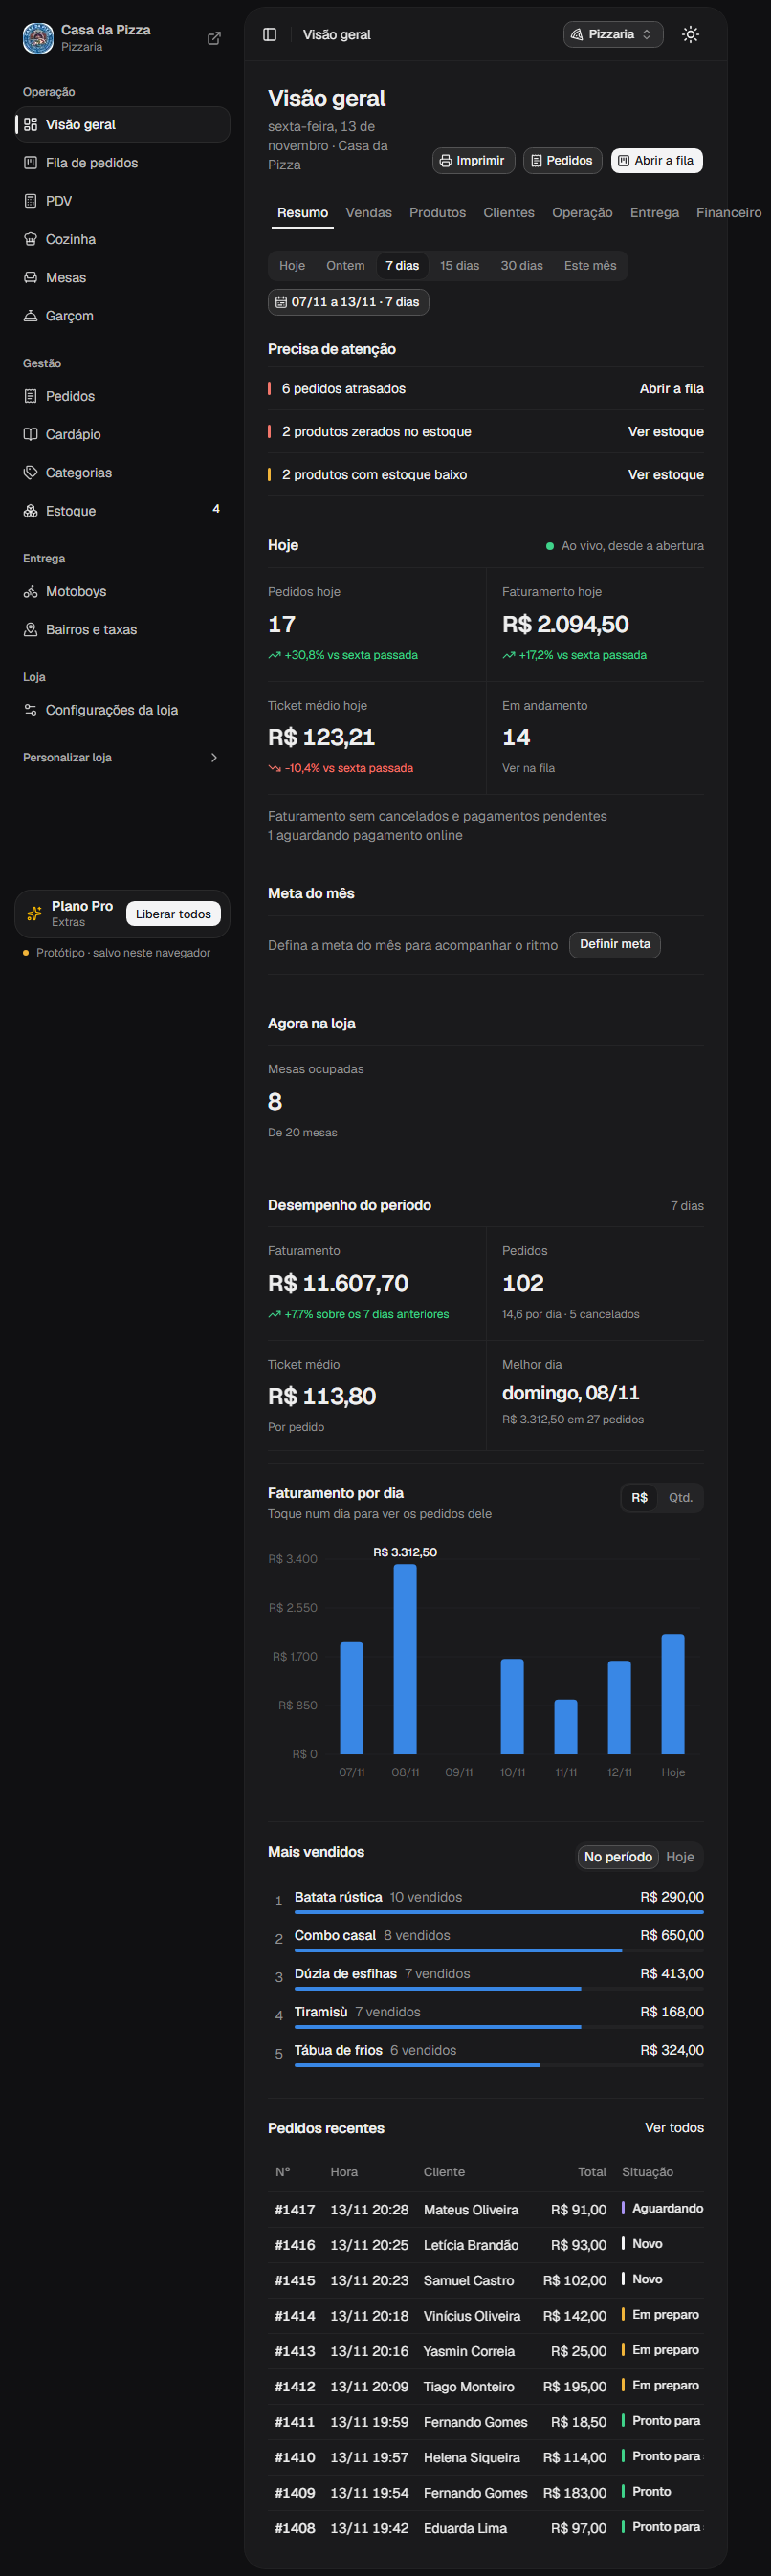 Casa da Pizza
Pizzaria
Operação
Visão geral
Fila de pedidos
PDV
Cozinha
Mesas
Garçom
Gestão
Pedidos
Cardápio
Categorias
Estoque 4
Entrega
Motoboys
Bairros e taxas
Loja
Configurações da loja
Personalizar loja
Plano Pro
Extras
Liberar todos
Protótipo · salvo neste navegador
Visão geral
Pizzaria
Visão geral
sexta-feira, 13 de
novembro · Casa da
Pizza
Imprimir Pedidos Abrir a fila
Resumo Vendas Produtos Clientes Operação Entrega Financeiro
Hoje Ontem 7 dias 15 dias 30 dias Este mês
07/11 a 13/11 · 7 dias
Precisa de atenção
6 pedidos atrasados Abrir a fila
2 produtos zerados no estoque Ver estoque
2 produtos com estoque baixo Ver estoque
Hoje Ao vivo, desde a abertura
Pedidos hoje
17
+30,8% vs sexta passada
Faturamento hoje
R$ 2.094,50
+17,2% vs sexta passada
Ticket médio hoje
R$ 123,21
-10,4% vs sexta passada
Em andamento
14
Ver na fila
Faturamento sem cancelados e pagamentos pendentes
1 aguardando pagamento online
Meta do mês
Defina a meta do mês para acompanhar o ritmo Definir meta
Agora na loja
Mesas ocupadas
8
De 20 mesas
Desempenho do período 7 dias
Faturamento
R$ 11.607,70
+7,7% sobre os 7 dias anteriores
Pedidos
102
14,6 por dia · 5 cancelados
Ticket médio
R$ 113,80
Por pedido
Melhor dia
domingo, 08/11
R$ 3.312,50 em 27 pedidos
Faturamento por dia
Toque num dia para ver os pedidos dele
R$ Qtd.
R$ 3.312,50
R$ 3.400
R$ 2.550
R$ 1.700
R$ 850
R$ 0
07/11 08/11 09/11 10/11 11/11 12/11 Hoje
Mais vendidos No período Hoje
1 Batata rústica 10 vendidos R$ 290,00
2 Combo casal 8 vendidos R$ 650,00
3 Dúzia de esfihas 7 vendidos R$ 413,00
4 Tiramisù 7 vendidos R$ 168,00
5 Tábua de frios 6 vendidos R$ 324,00
Pedidos recentes Ver todos
Nº Hora Cliente Total Situação
#1417 13/11 20:28 Mateus Oliveira R$ 91,00 Aguardando
#1416 13/11 20:25 Letícia Brandão R$ 93,00 Novo
#1415 13/11 20:23 Samuel Castro R$ 102,00 Novo
#1414 13/11 20:18 Vinícius Oliveira R$ 142,00 Em preparo
#1413 13/11 20:16 Yasmin Correia R$ 25,00 Em preparo
#1412 13/11 20:09 Tiago Monteiro R$ 195,00 Em preparo
#1411 13/11 19:59 Fernando Gomes R$ 18,50 Pronto para
#1410 13/11 19:57 Helena Siqueira R$ 114,00 Pronto para
#1409 13/11 19:54 Fernando Gomes R$ 183,00 Pronto
#1408 13/11 19:42 Eduarda Lima R$ 97,00 Pronto para